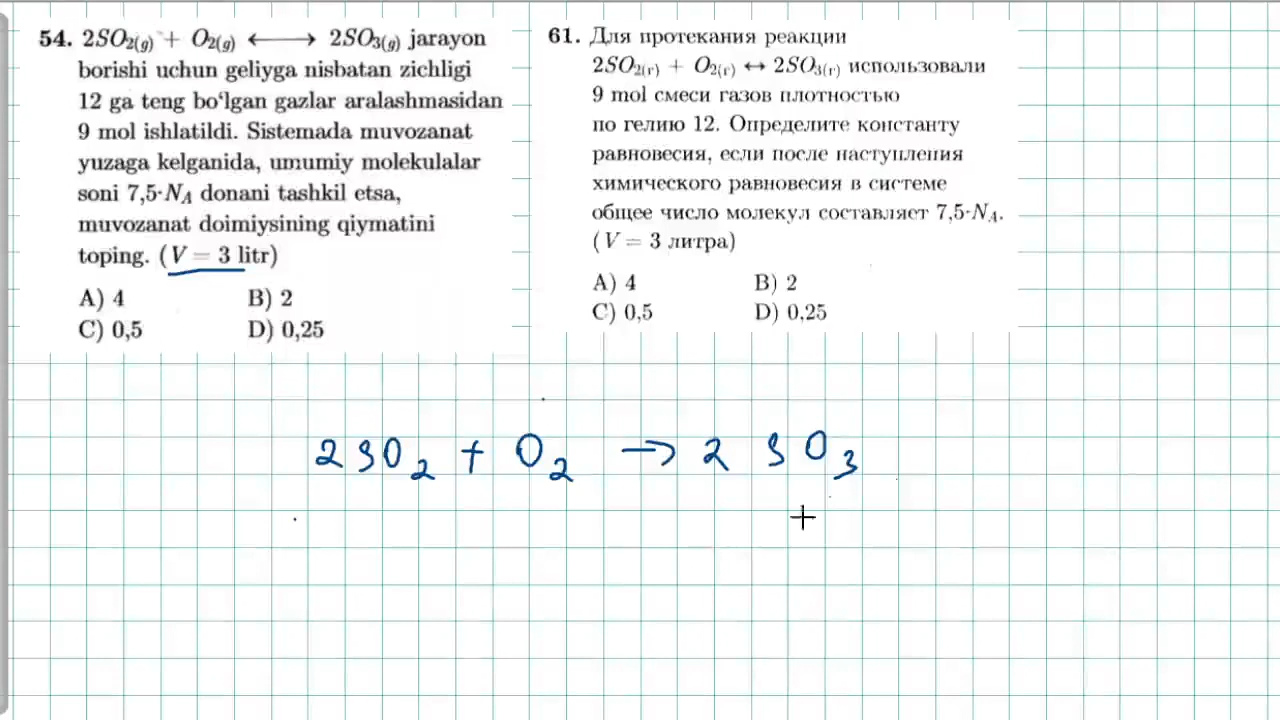 54. 2SO₂(g) + O₂(g) ⟷ 2SO₃(g) jarayon
borishi uchun geliyga nisbatan zichligi
12 ga teng bo‘lgan gazlar aralashmasidan
9 mol ishlatildi. Sistemada muvozanat
yuzaga kelganida, umumiy molekulalar
soni 7,5·N_A donani tashkil etsa,
muvozanat doimiysining qiymatini
toping. (V = 3 litr)
A) 4 B) 2
C) 0,5 D) 0,25
61. Для протекания реакции
2SO₂(г) + O₂(г) ↔ 2SO₃(г) использовали
9 mol смеси газов плотностью
по гелию 12. Определите константу
равновесия, если после наступления
химического равновесия в системе
общее число молекул составляет 7,5·N_A.
(V = 3 литра)
A) 4 B) 2
C) 0,5 D) 0,25
2SO₂ + O₂ → 2SO₃